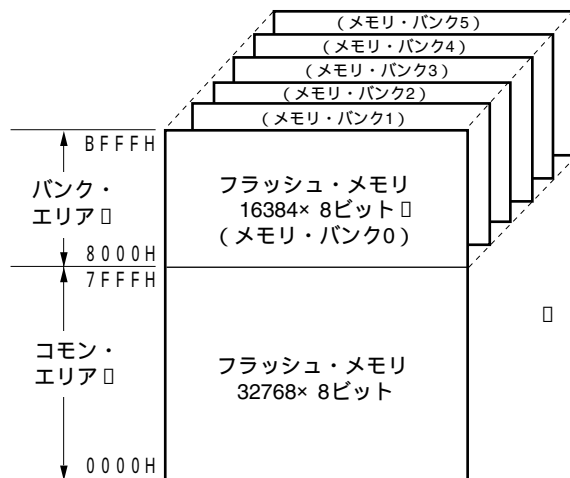 (メモリ・バンク5)
(メモリ・バンク4)
(メモリ・バンク3)
(メモリ・バンク2)
(メモリ・バンク1)
BFFFH
バンク・
エリア
8000H
フラッシュ・メモリ
16384× 8ビット
(メモリ・バンク0)
7FFFH
コモン・
エリア
0000H
フラッシュ・メモリ
32768× 8ビット